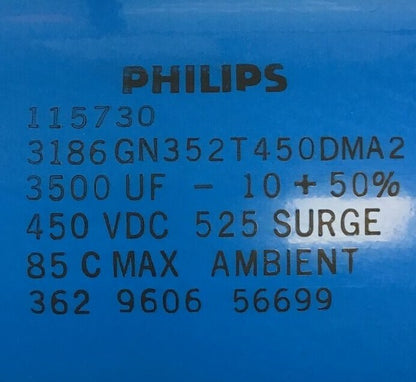 PHILIPS
115730
3186GN352T450DMA2
3500 UF - 10 + 50%
450 VDC 525 SURGE
85 C MAX AMBIENT
362 9606 56699